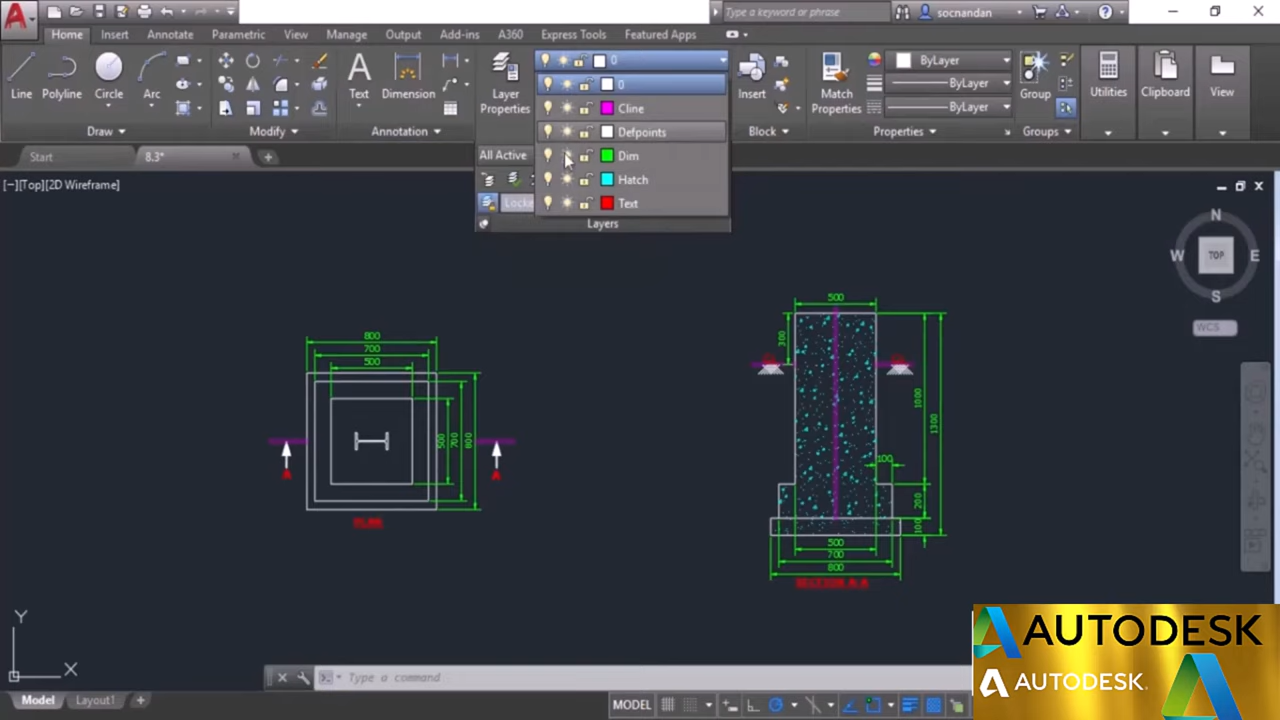 Type a keyword or phrase
socnandan
Home Insert Annotate Parametric View Manage Output Add-ins A360 Express Tools Featured Apps
0
ByLayer
0
Line Polyline Circle Arc Text Dimension Layer Properties Insert Match Properties ByLayer Group Utilities Clipboard View
Cline
ByLayer
Draw Modify Annotation Defpoints Block Properties Groups
Start 8.3* All Active Dim
Hatch
[−][Top][2D Wireframe]
Locke Text
Layers
N
W TOP E
S
WCS
500
800
700
500
300
1000
1300
500
700
800
A A
100
200
100
500
700
800
SECTION A A
Y
X
Type a command
Model Layout1
MODEL
AUTODESK
AUTODESK.